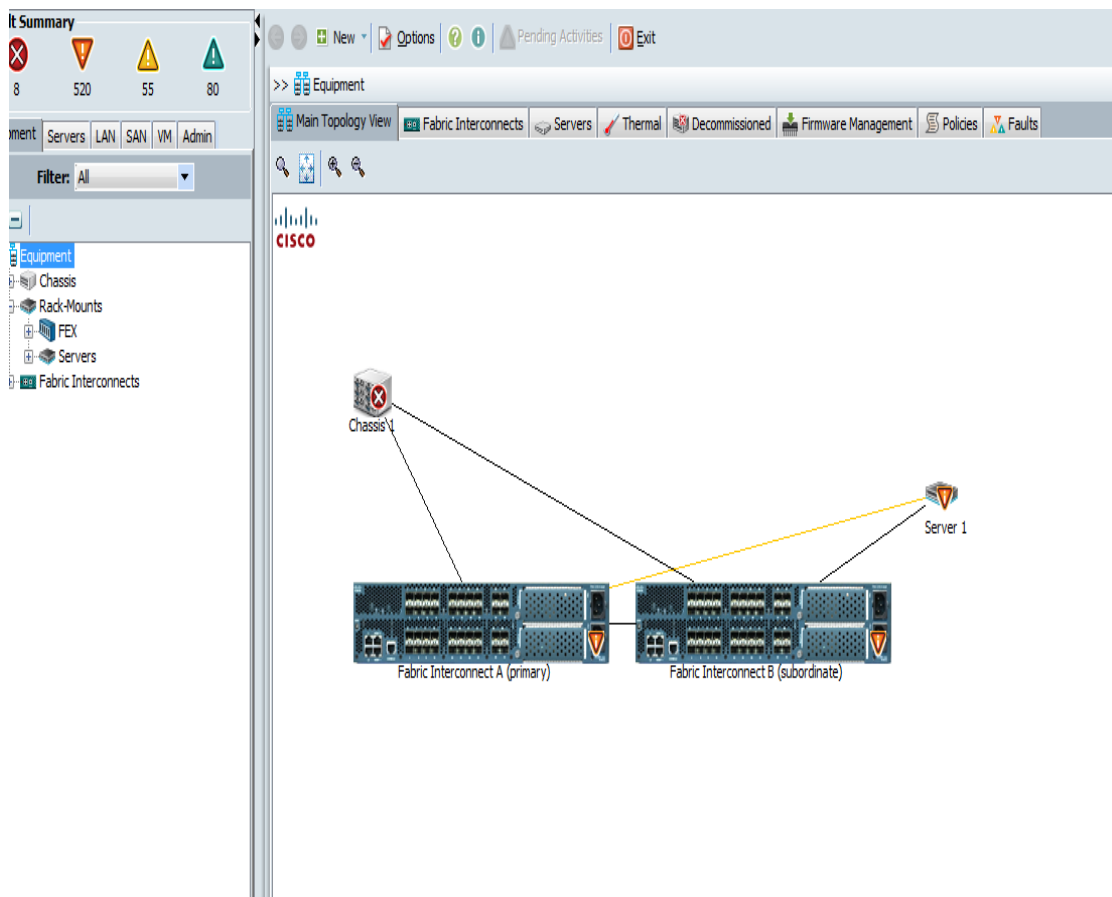 lt Summary
8 520 55 80
New Options Pending Activities Exit
>> Equipment
pment Servers LAN SAN VM Admin
Main Topology View Fabric Interconnects Servers Thermal Decommissioned Firmware Management Policies Faults
Filter: All
Equipment
Chassis
Rack-Mounts
FEX
Servers
Fabric Interconnects
CISCO
Chassis 1
Server 1
Fabric Interconnect A (primary)
Fabric Interconnect B (subordinate)